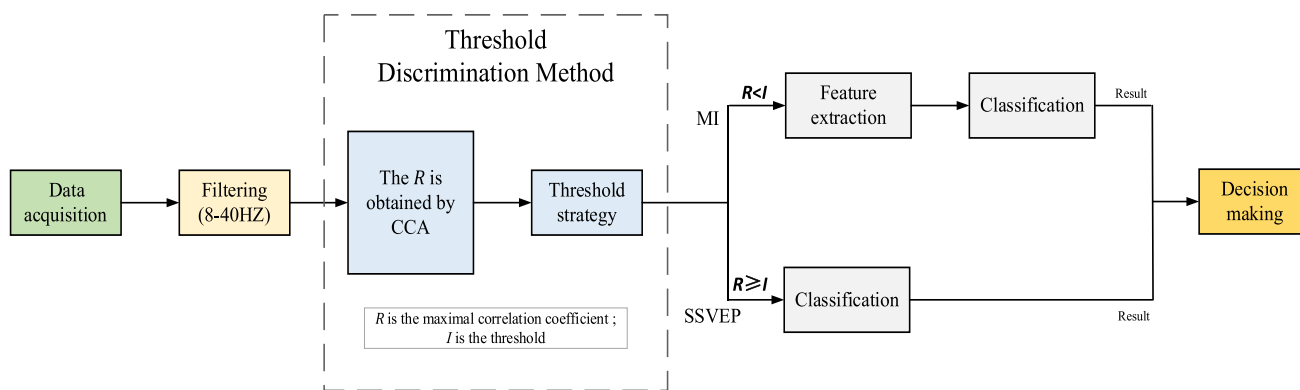 Threshold
Discrimination Method
Data
acquisition
Filtering
(8-40HZ)
The R is
obtained by
CCA
Threshold
strategy
R is the maximal correlation coefficient ;
I is the threshold
MI
R<I
Feature
extraction
Classification
Result
SSVEP
R⩾I
Classification
Result
Decision
making